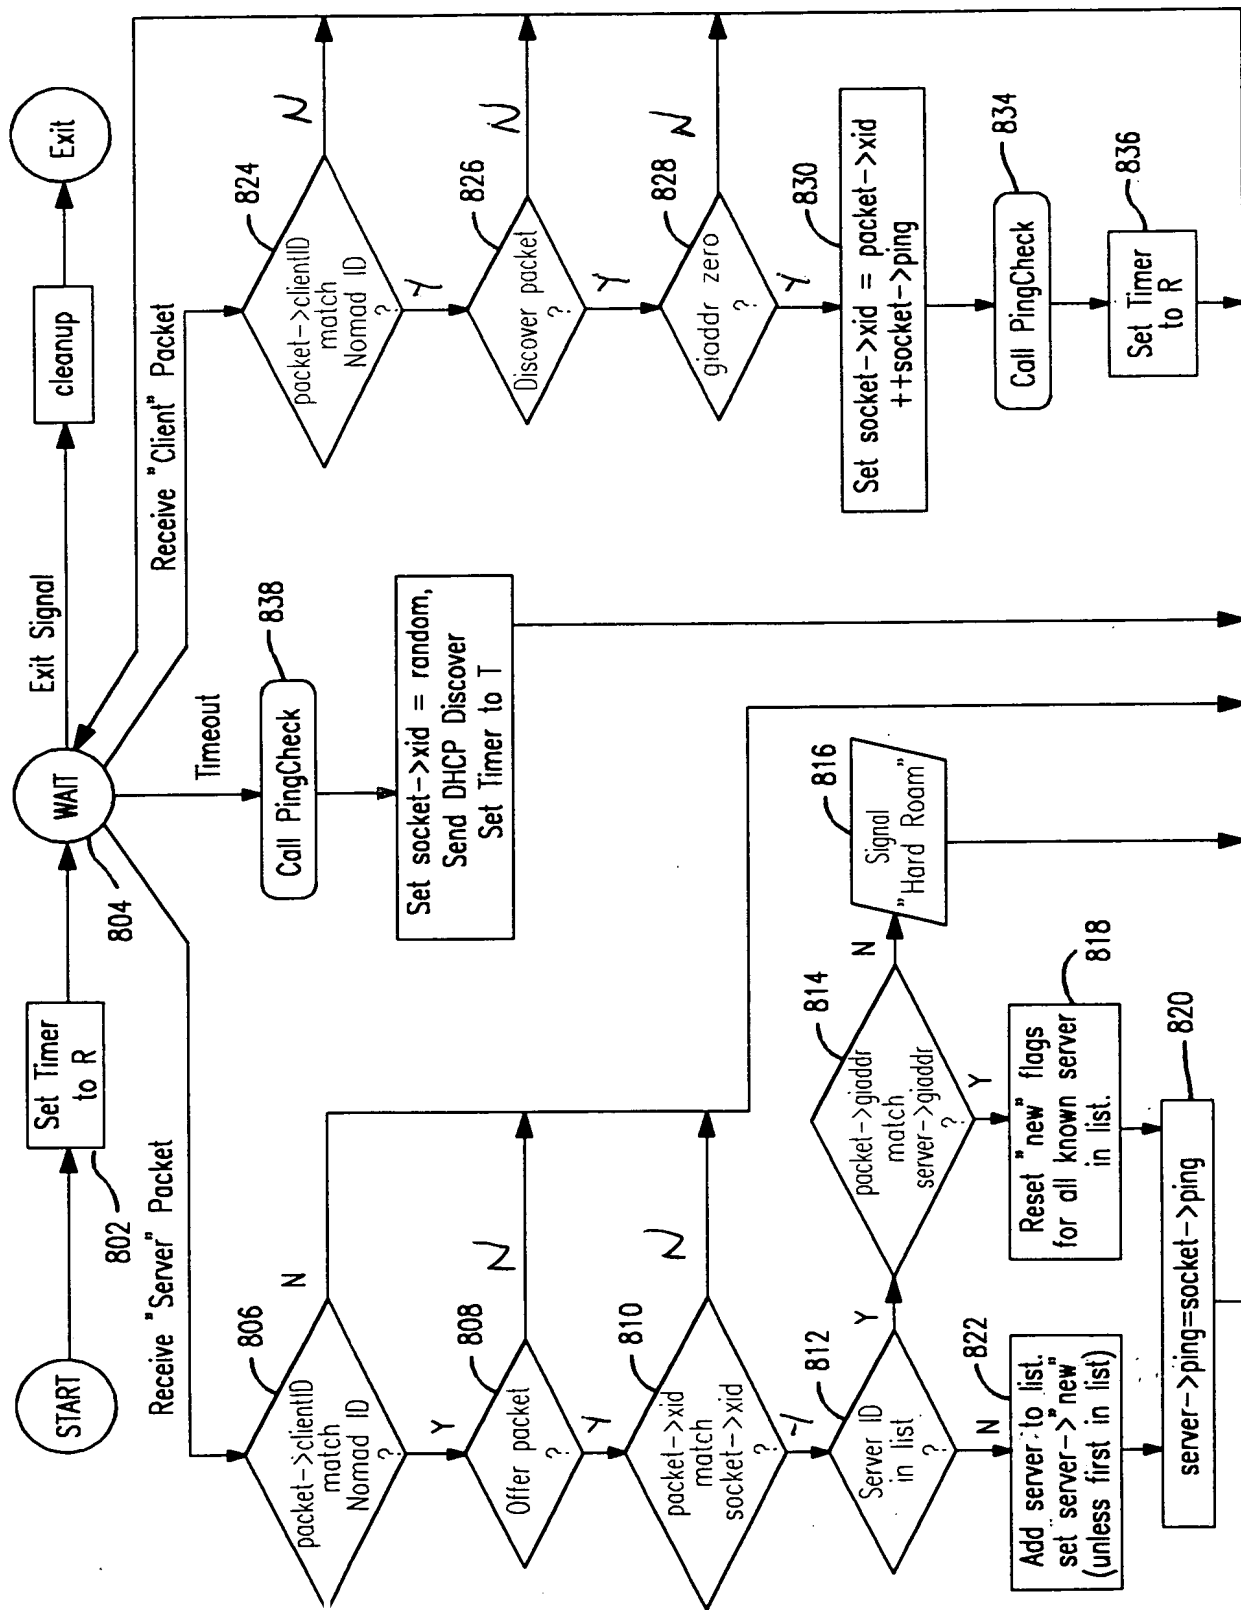 START
802
Set Timer
to R
804
WAIT
Exit Signal
cleanup
Exit
Receive "Server" Packet
Timeout
Receive "Client" Packet
806
packet->clientID
match
Nomad ID
?
N
Y
808
Offer packet
?
N
Y
810
packet->xid
match
socket->xid
?
N
Y
812
Server ID
in list
?
Y
N
814
packet->giaddr
match
server->giaddr
?
N
Y
816
Signal
"Hard Roam"
818
Reset "new" flags
for all known server
in list.
822
Add server to list.
set server->"new"
(unless first in list)
820
server->ping=socket->ping
838
Call PingCheck
Set socket->xid = random,
Send DHCP Discover
Set Timer to T
824
packet->clientID
match
Nomad ID
?
N
Y
826
Discover packet
?
N
Y
828
giaddr zero
?
N
Y
830
Set socket->xid = packet->xid
++socket->ping
834
Call PingCheck
836
Set Timer
to R